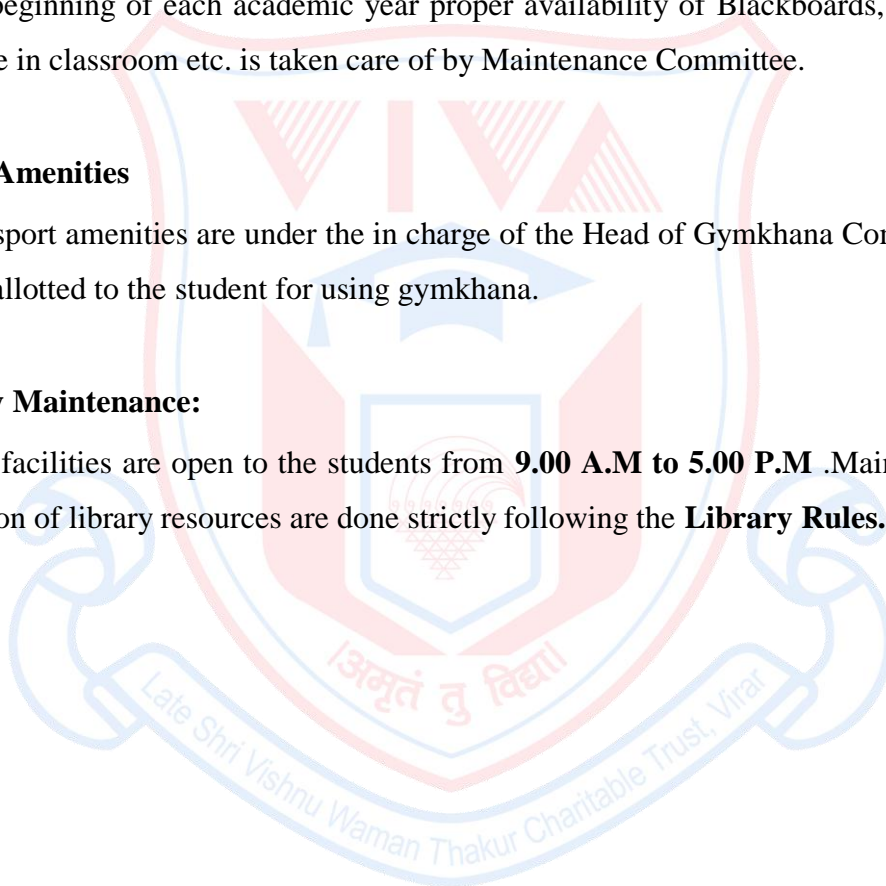 beginning of each academic year proper availability of Blackboards,
e in classroom etc. is taken care of by Maintenance Committee.
Amenities
sport amenities are under the in charge of the Head of Gymkhana Co
allotted to the student for using gymkhana.
Maintenance:
facilities are open to the students from 9.00 A.M to 5.00 P.M .Main
on of library resources are done strictly following the Library Rules.
VIVA
।अमृतं तु विद्या।
Late Shri Vishnu Waman Thakur Charitable Trust, Virar